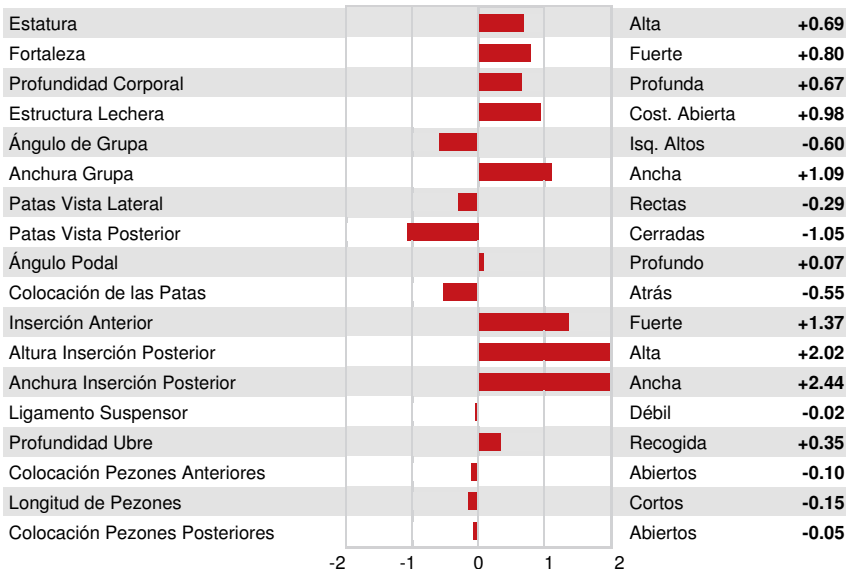 Estatura Alta +0.69
Fortaleza Fuerte +0.80
Profundidad Corporal Profunda +0.67
Estructura Lechera Cost. Abierta +0.98
Ángulo de Grupa Isq. Altos -0.60
Anchura Grupa Ancha +1.09
Patas Vista Lateral Rectas -0.29
Patas Vista Posterior Cerradas -1.05
Ángulo Podal Profundo +0.07
Colocación de las Patas Atrás -0.55
Inserción Anterior Fuerte +1.37
Altura Inserción Posterior Alta +2.02
Anchura Inserción Posterior Ancha +2.44
Ligamento Suspensor Débil -0.02
Profundidad Ubre Recogida +0.35
Colocación Pezones Anteriores Abiertos -0.10
Longitud de Pezones Cortos -0.15
Colocación Pezones Posteriores Abiertos -0.05
-2 -1 0 1 2